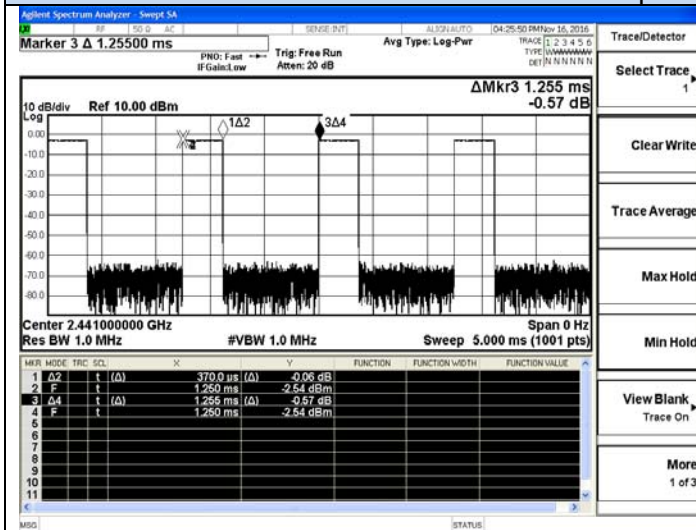 Agilent Spectrum Analyzer - Swept SA
RF 50 Ω AC SENSE:INT ALIGN AUTO 04:25:50 PM Nov 16, 2016
Marker 3 Δ 1.25500 ms
PNO: Fast
IFGain:Low
Trig: Free Run
Atten: 20 dB
Avg Type: Log-Pwr
TRACE 1 2 3 4 5 6
TYPE
DET N N N N N N
ΔMkr3 1.255 ms
-0.57 dB
10 dB/div Ref 10.00 dBm
Log
1Δ2
3Δ4
0.00
-10.0
-20.0
-30.0
-40.0
-50.0
-60.0
-70.0
-80.0
Center 2.441000000 GHz Span 0 Hz
Res BW 1.0 MHz #VBW 1.0 MHz Sweep 5.000 ms (1001 pts)
MKR MODE TRC SCL X Y FUNCTION FUNCTION WIDTH FUNCTION VALUE
1 Δ2 t (Δ) 370.0 µs (Δ) -0.06 dB
2 F t 1.250 ms -2.54 dBm
3 Δ4 t (Δ) 1.255 ms (Δ) -0.57 dB
4 F t 1.250 ms -2.54 dBm
5
6
7
8
9
10
11
MSG STATUS
Trace/Detector
Select Trace
1
Clear Write
Trace Average
Max Hold
Min Hold
View Blank
Trace On
More
1 of 3